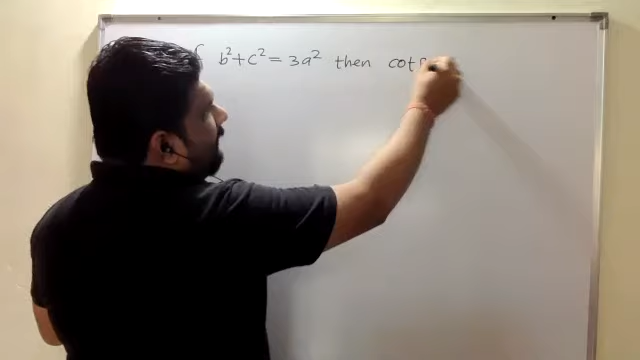 b²+c² = 3a² then cot